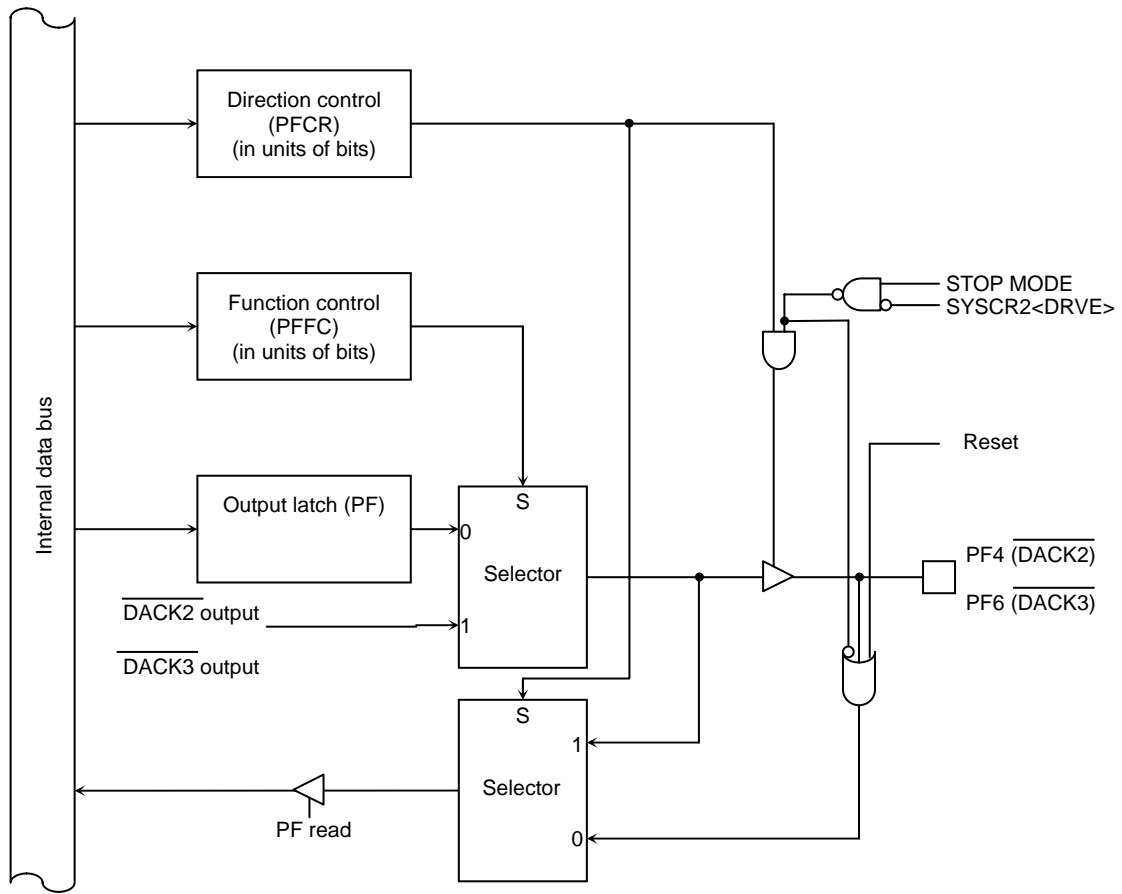 Internal data bus
Direction control
(PFCR)
(in units of bits)
Function control
(PFFC)
(in units of bits)
STOP MODE
SYSCR2<DRVE>
Reset
Output latch (PF)
S
0
Selector
1
DACK2 output
DACK3 output
PF4 (DACK2)
PF6 (DACK3)
S
1
Selector
0
PF read